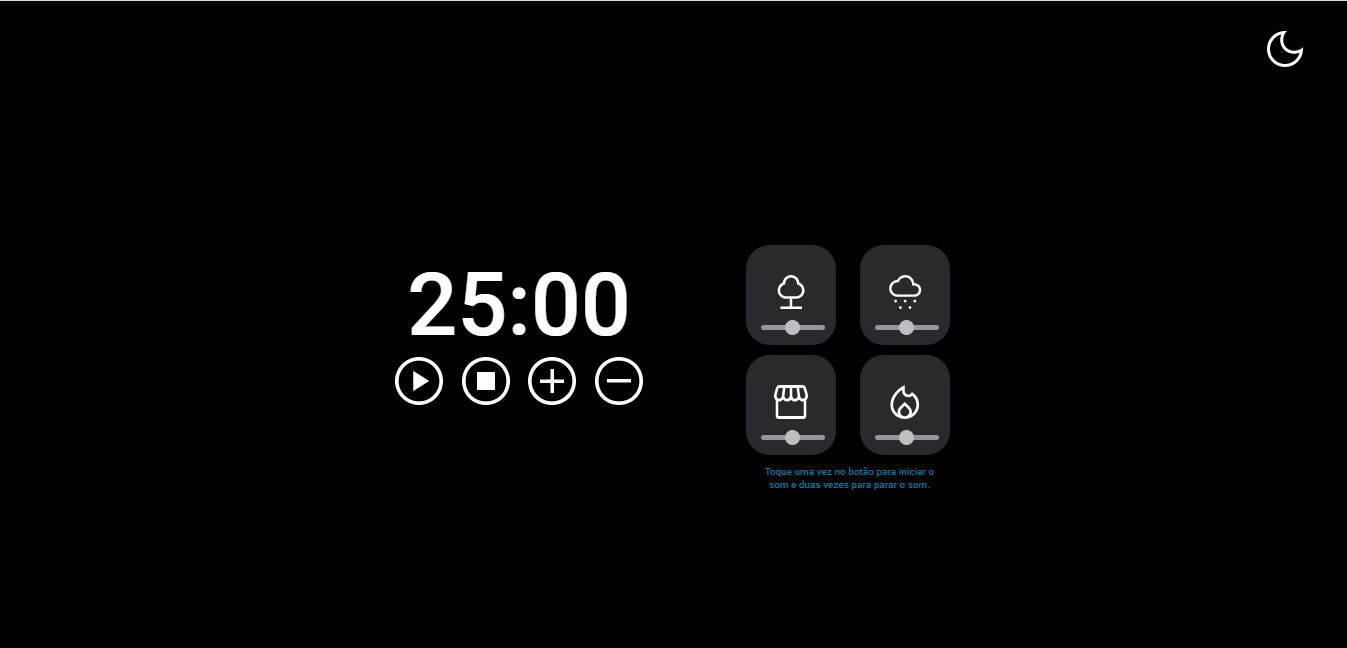 25:00
Toque uma vez no botão para iniciar o
som e duas vezes para parar o som.